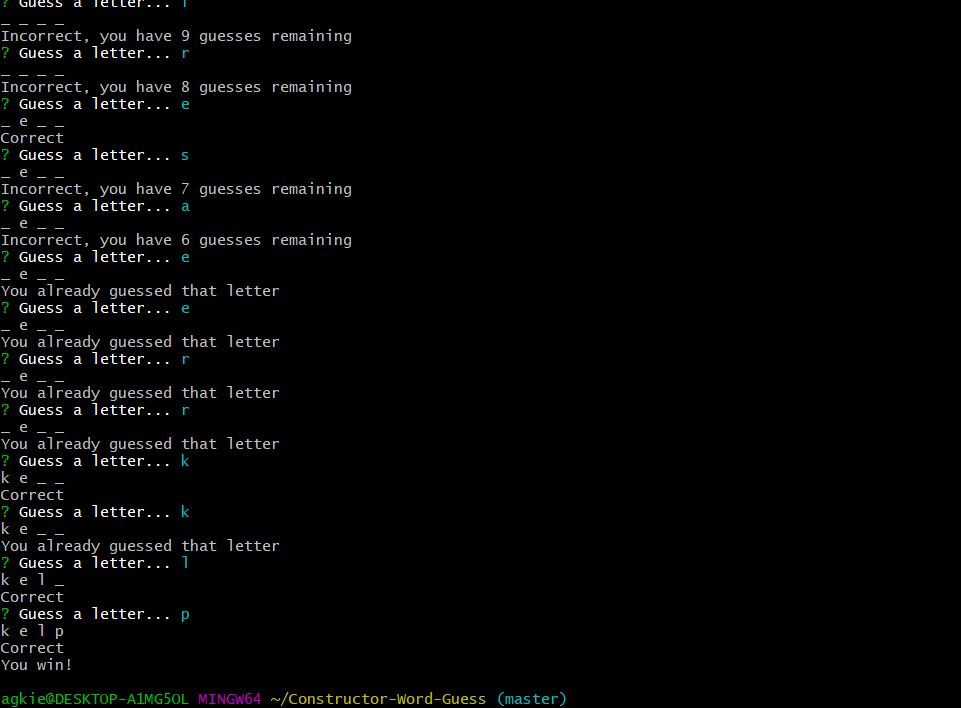 ? Guess a letter...
_ _ _ _
Incorrect, you have 9 guesses remaining
? Guess a letter... r
_ _ _ _
Incorrect, you have 8 guesses remaining
? Guess a letter... e
_ e _ _
Correct
? Guess a letter... s
_ e _ _
Incorrect, you have 7 guesses remaining
? Guess a letter... a
_ e _ _
Incorrect, you have 6 guesses remaining
? Guess a letter... e
_ e _ _
You already guessed that letter
? Guess a letter... e
_ e _ _
You already guessed that letter
? Guess a letter... r
_ e _ _
You already guessed that letter
? Guess a letter... r
_ e _ _
You already guessed that letter
? Guess a letter... k
k e _ _
Correct
? Guess a letter... k
k e _ _
You already guessed that letter
? Guess a letter... l
k e l _
Correct
? Guess a letter... p
k e l p
Correct
You win!
agkie@DESKTOP-A1MG5OL MINGW64 ~/Constructor-Word-Guess (master)